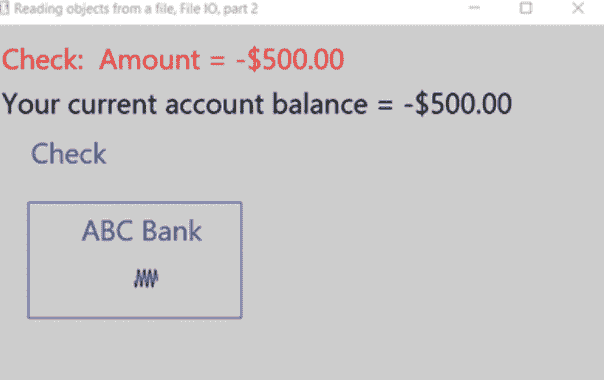 Reading objects from a file, File IO, part 2
Check: Amount = -$500.00
Your current account balance = -$500.00
Check
ABC Bank